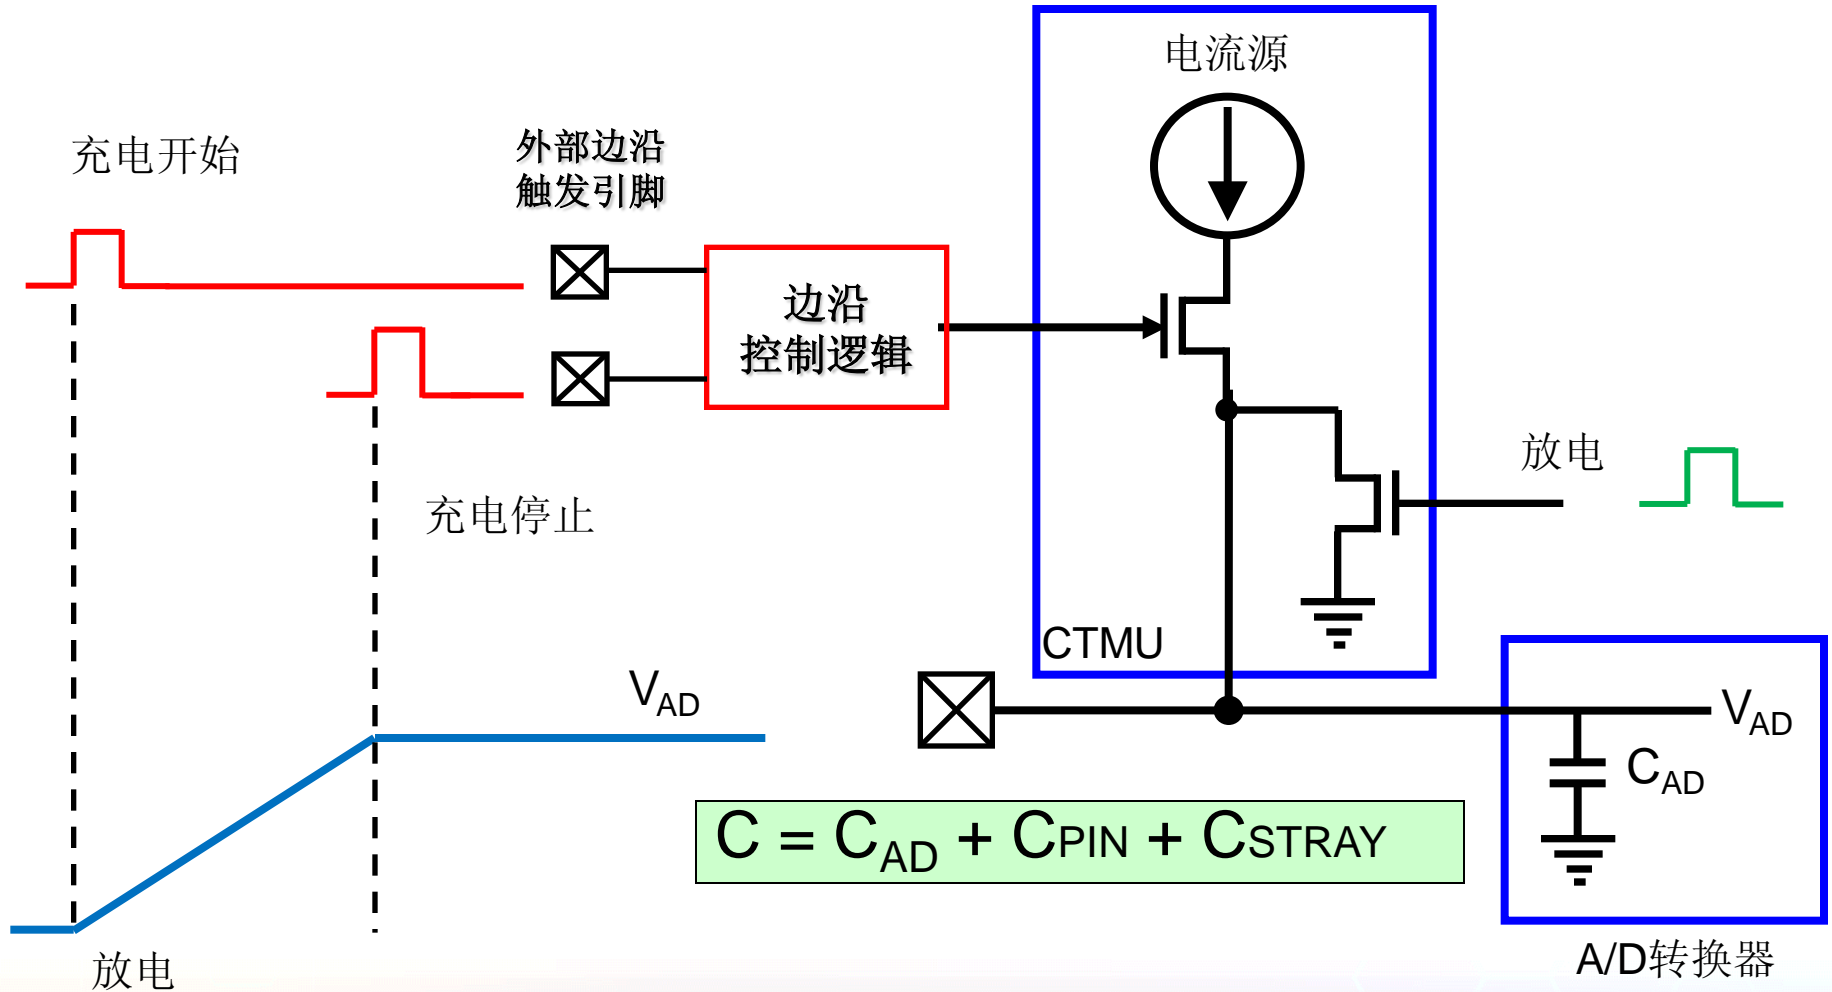 电流源
充电开始
外部边沿
触发引脚
边沿
控制逻辑
放电
充电停止
CTMU
VAD
VAD
CAD
C = CAD + CPIN + CSTRAY
放电
A/D转换器